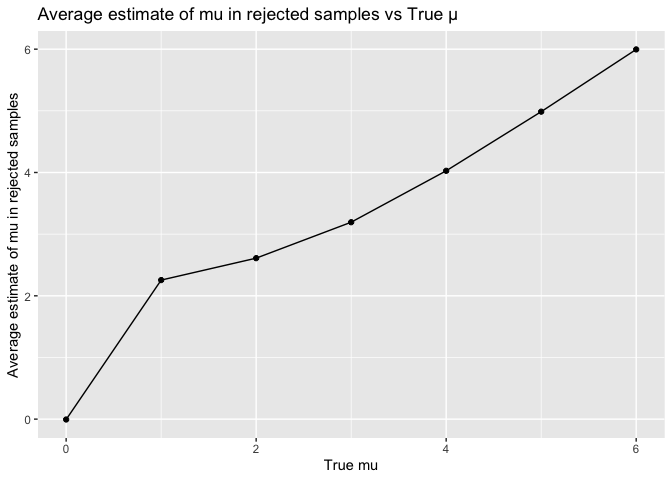 Average estimate of mu in rejected samples vs True µ
Average estimate of mu in rejected samples
6
4
2
0
0
2
4
6
True mu